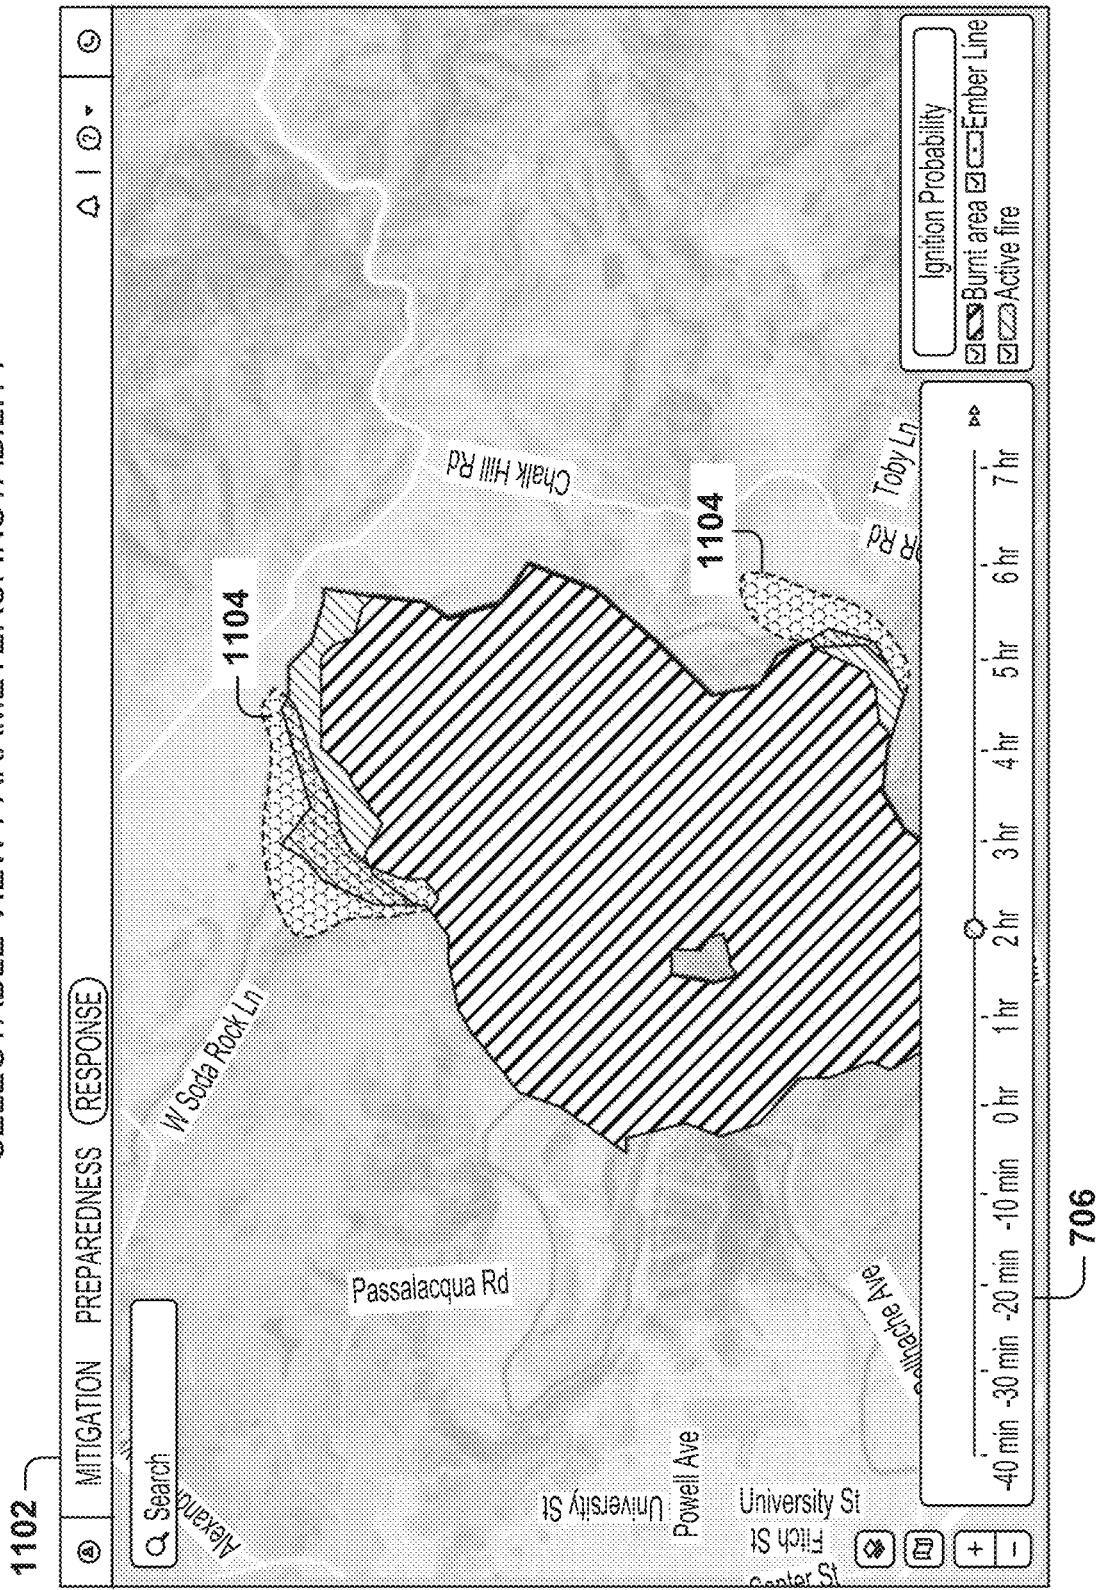 1102
MITIGATION PREPAREDNESS RESPONSE
Search
W Soda Rock Ln
1104
Chalk Hill Rd
Passalacqua Rd
1104
Toby Ln
Rd
University St
Powell Ave
University St
Fitch St
Center St
Ignition Probability
Burnt area Ember Line
Active fire
-40 min -30 min -20 min -10 min 0 hr 1 hr 2 hr 3 hr 4 hr 5 hr 6 hr 7 hr
706